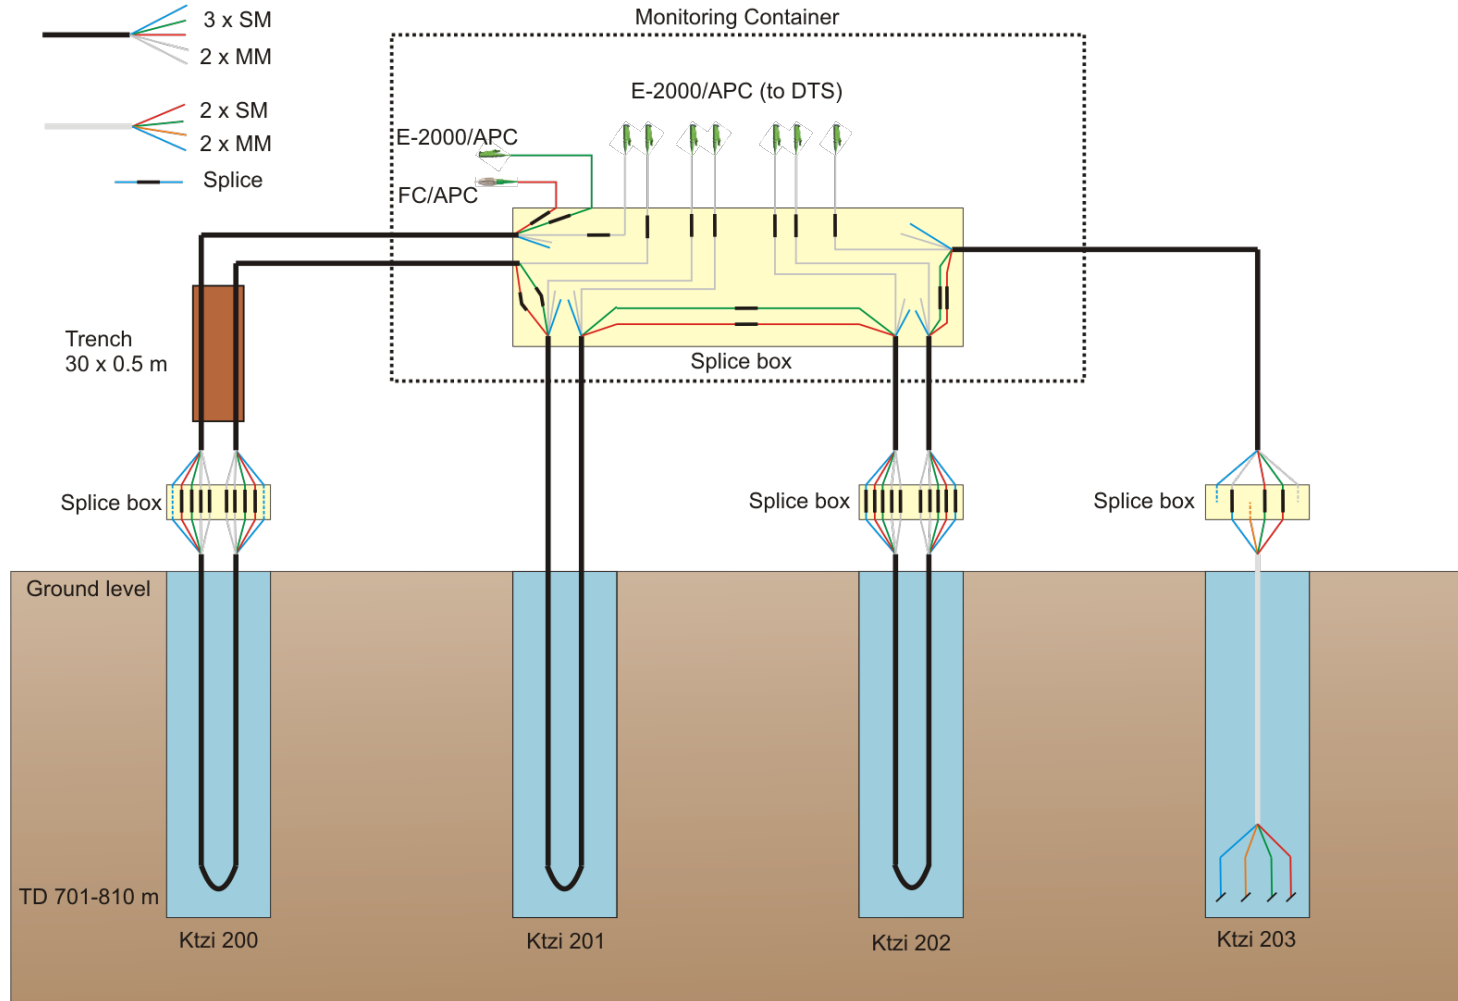 Monitoring Container
3 x SM
2 x MM
2 x SM
2 x MM
Splice
E-2000/APC (to DTS)
E-2000/APC
FC/APC
Trench
30 x 0.5 m
Splice box
Splice box
Splice box
Splice box
Ground level
TD 701-810 m
Ktzi 200
Ktzi 201
Ktzi 202
Ktzi 203